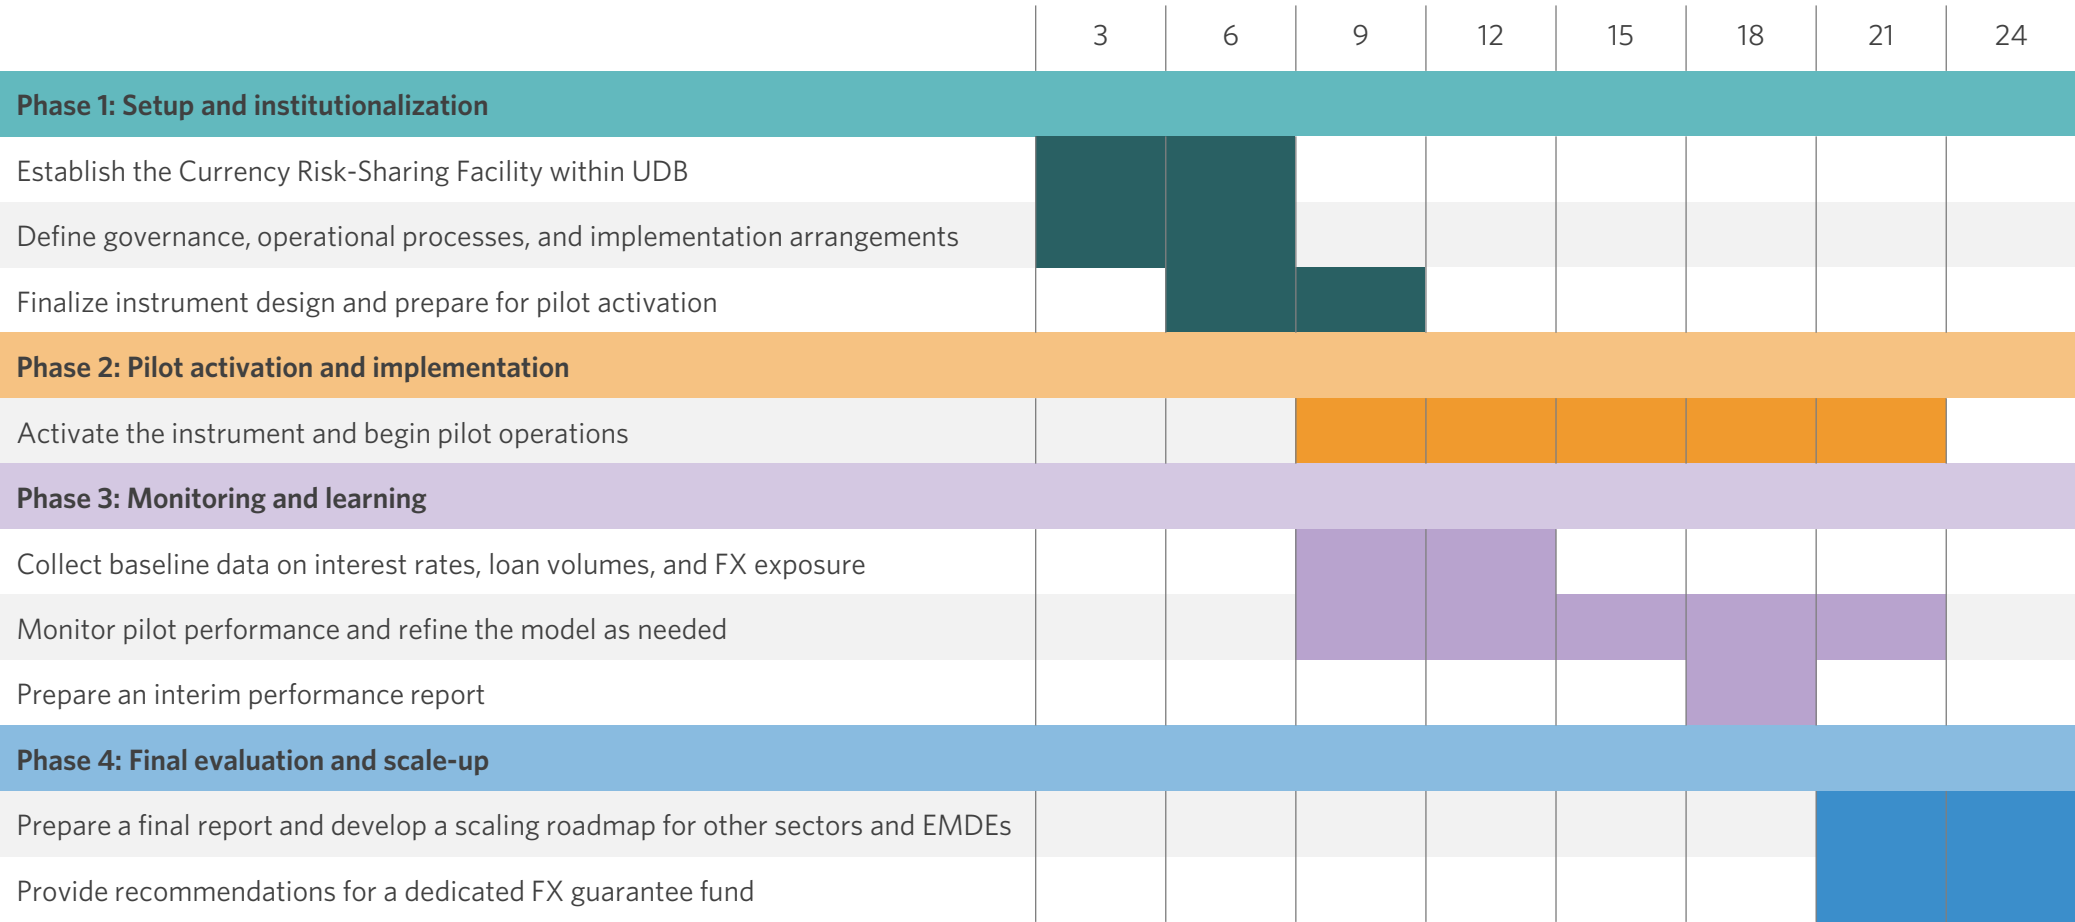 3 6 9 12 15 18 21 24
Phase 1: Setup and institutionalization
Establish the Currency Risk-Sharing Facility within UDB
Define governance, operational processes, and implementation arrangements
Finalize instrument design and prepare for pilot activation
Phase 2: Pilot activation and implementation
Activate the instrument and begin pilot operations
Phase 3: Monitoring and learning
Collect baseline data on interest rates, loan volumes, and FX exposure
Monitor pilot performance and refine the model as needed
Prepare an interim performance report
Phase 4: Final evaluation and scale-up
Prepare a final report and develop a scaling roadmap for other sectors and EMDEs
Provide recommendations for a dedicated FX guarantee fund